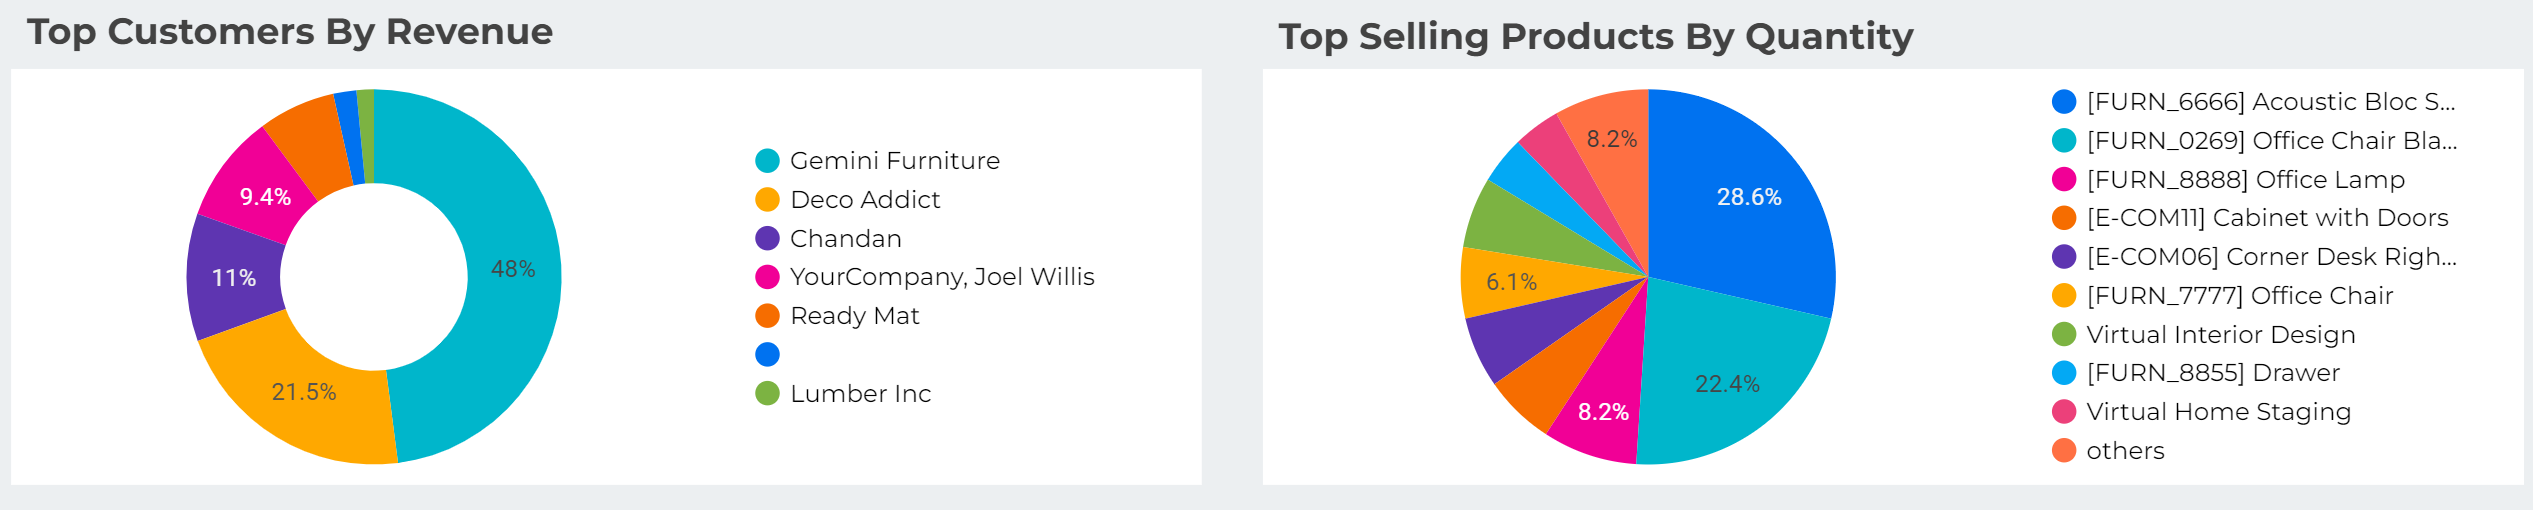 Top Customers By Revenue
9.4%
11%
48%
21.5%
Gemini Furniture
Deco Addict
Chandan
YourCompany, Joel Willis
Ready Mat
Lumber Inc
Top Selling Products By Quantity
8.2%
28.6%
6.1%
22.4%
8.2%
[FURN_6666] Acoustic Bloc S...
[FURN_0269] Office Chair Bla...
[FURN_8888] Office Lamp
[E-COM11] Cabinet with Doors
[E-COM06] Corner Desk Righ...
[FURN_7777] Office Chair
Virtual Interior Design
[FURN_8855] Drawer
Virtual Home Staging
others